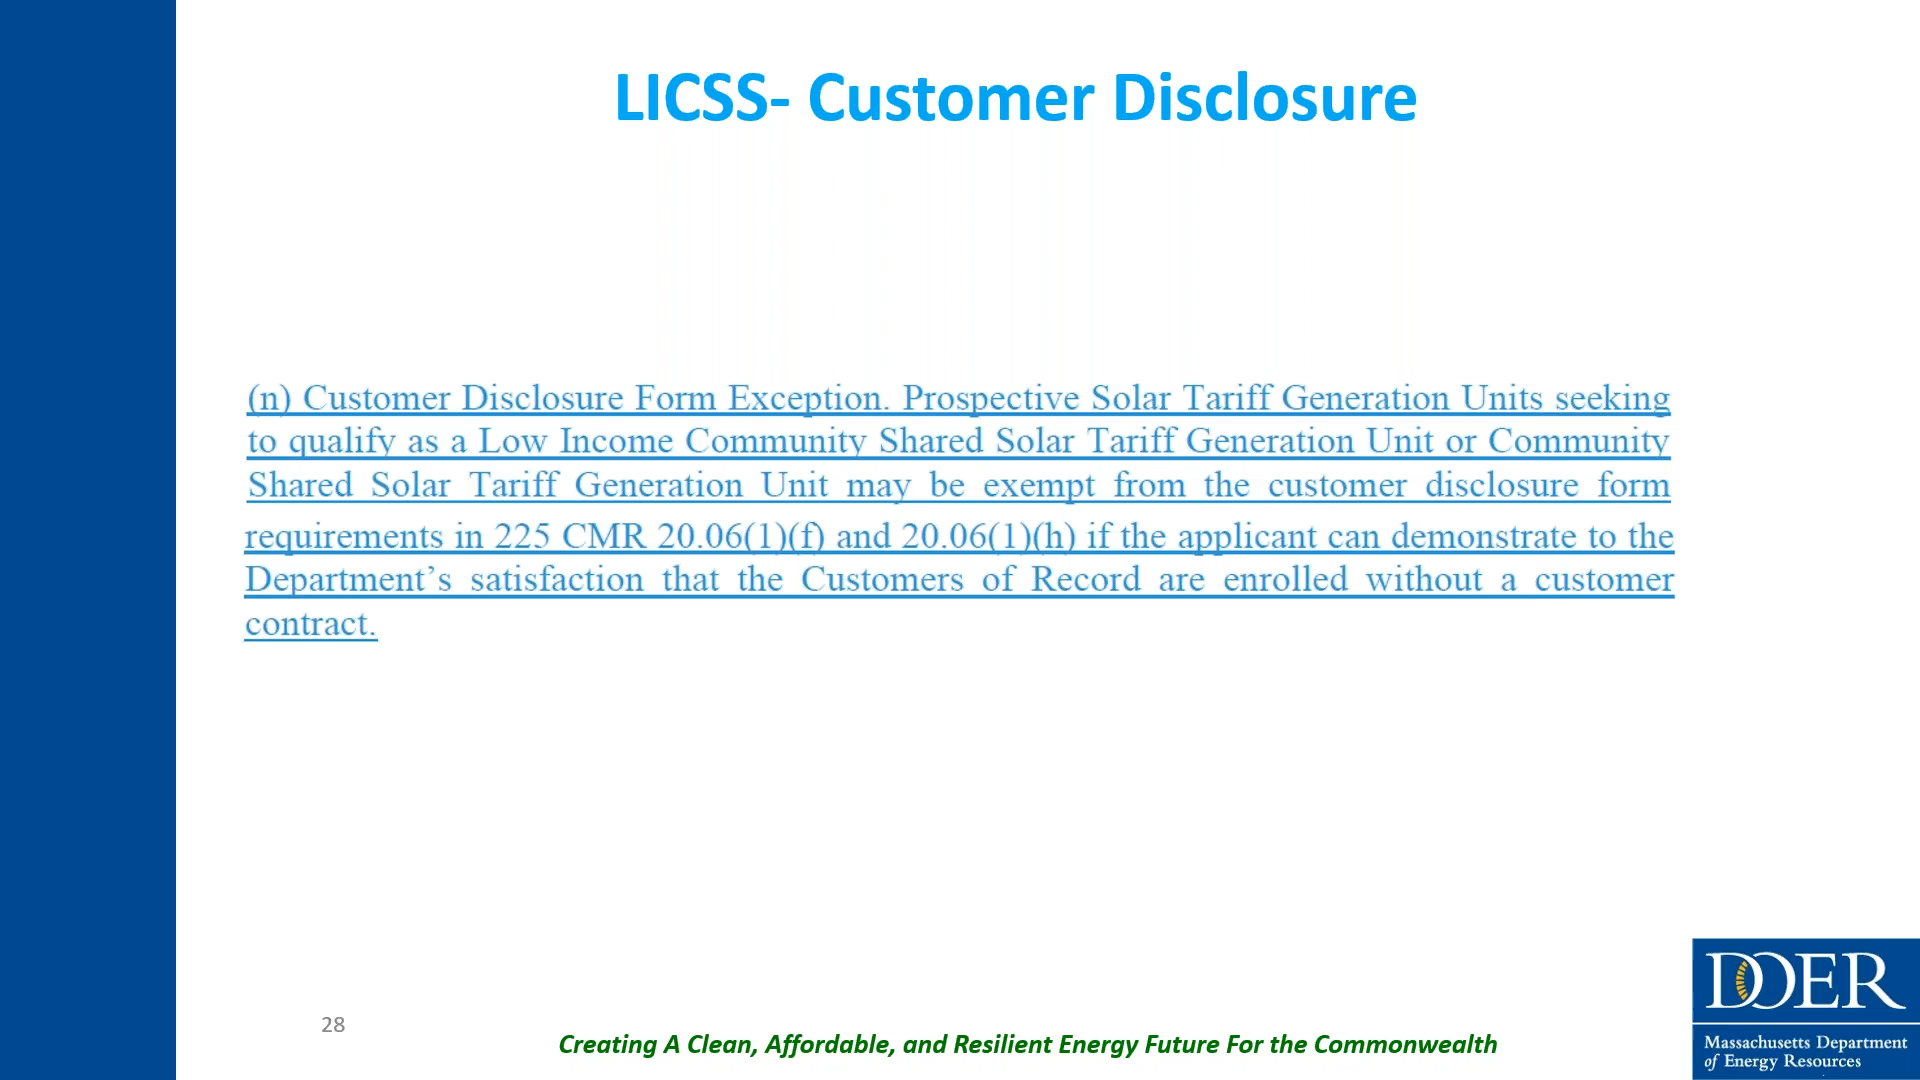 LICSS- Customer Disclosure
(n) Customer Disclosure Form Exception. Prospective Solar Tariff Generation Units seeking
to qualify as a Low Income Community Shared Solar Tariff Generation Unit or Community
Shared Solar Tariff Generation Unit may be exempt from the customer disclosure form
requirements in 225 CMR 20.06(1)(f) and 20.06(1)(h) if the applicant can demonstrate to the
Department’s satisfaction that the Customers of Record are enrolled without a customer
contract.
28
Creating A Clean, Affordable, and Resilient Energy Future For the Commonwealth
DOER
Massachusetts Department
of Energy Resources